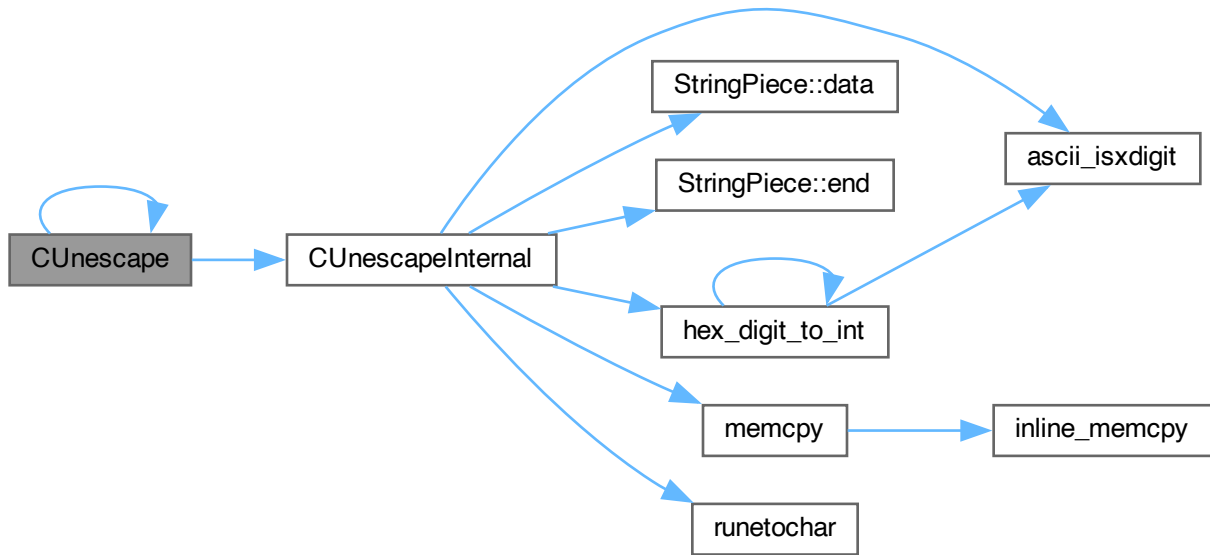 StringPiece::data
ascii_isxdigit
StringPiece::end
CUnescape
CUnescapeInternal
hex_digit_to_int
memcpy
inline_memcpy
runetochar